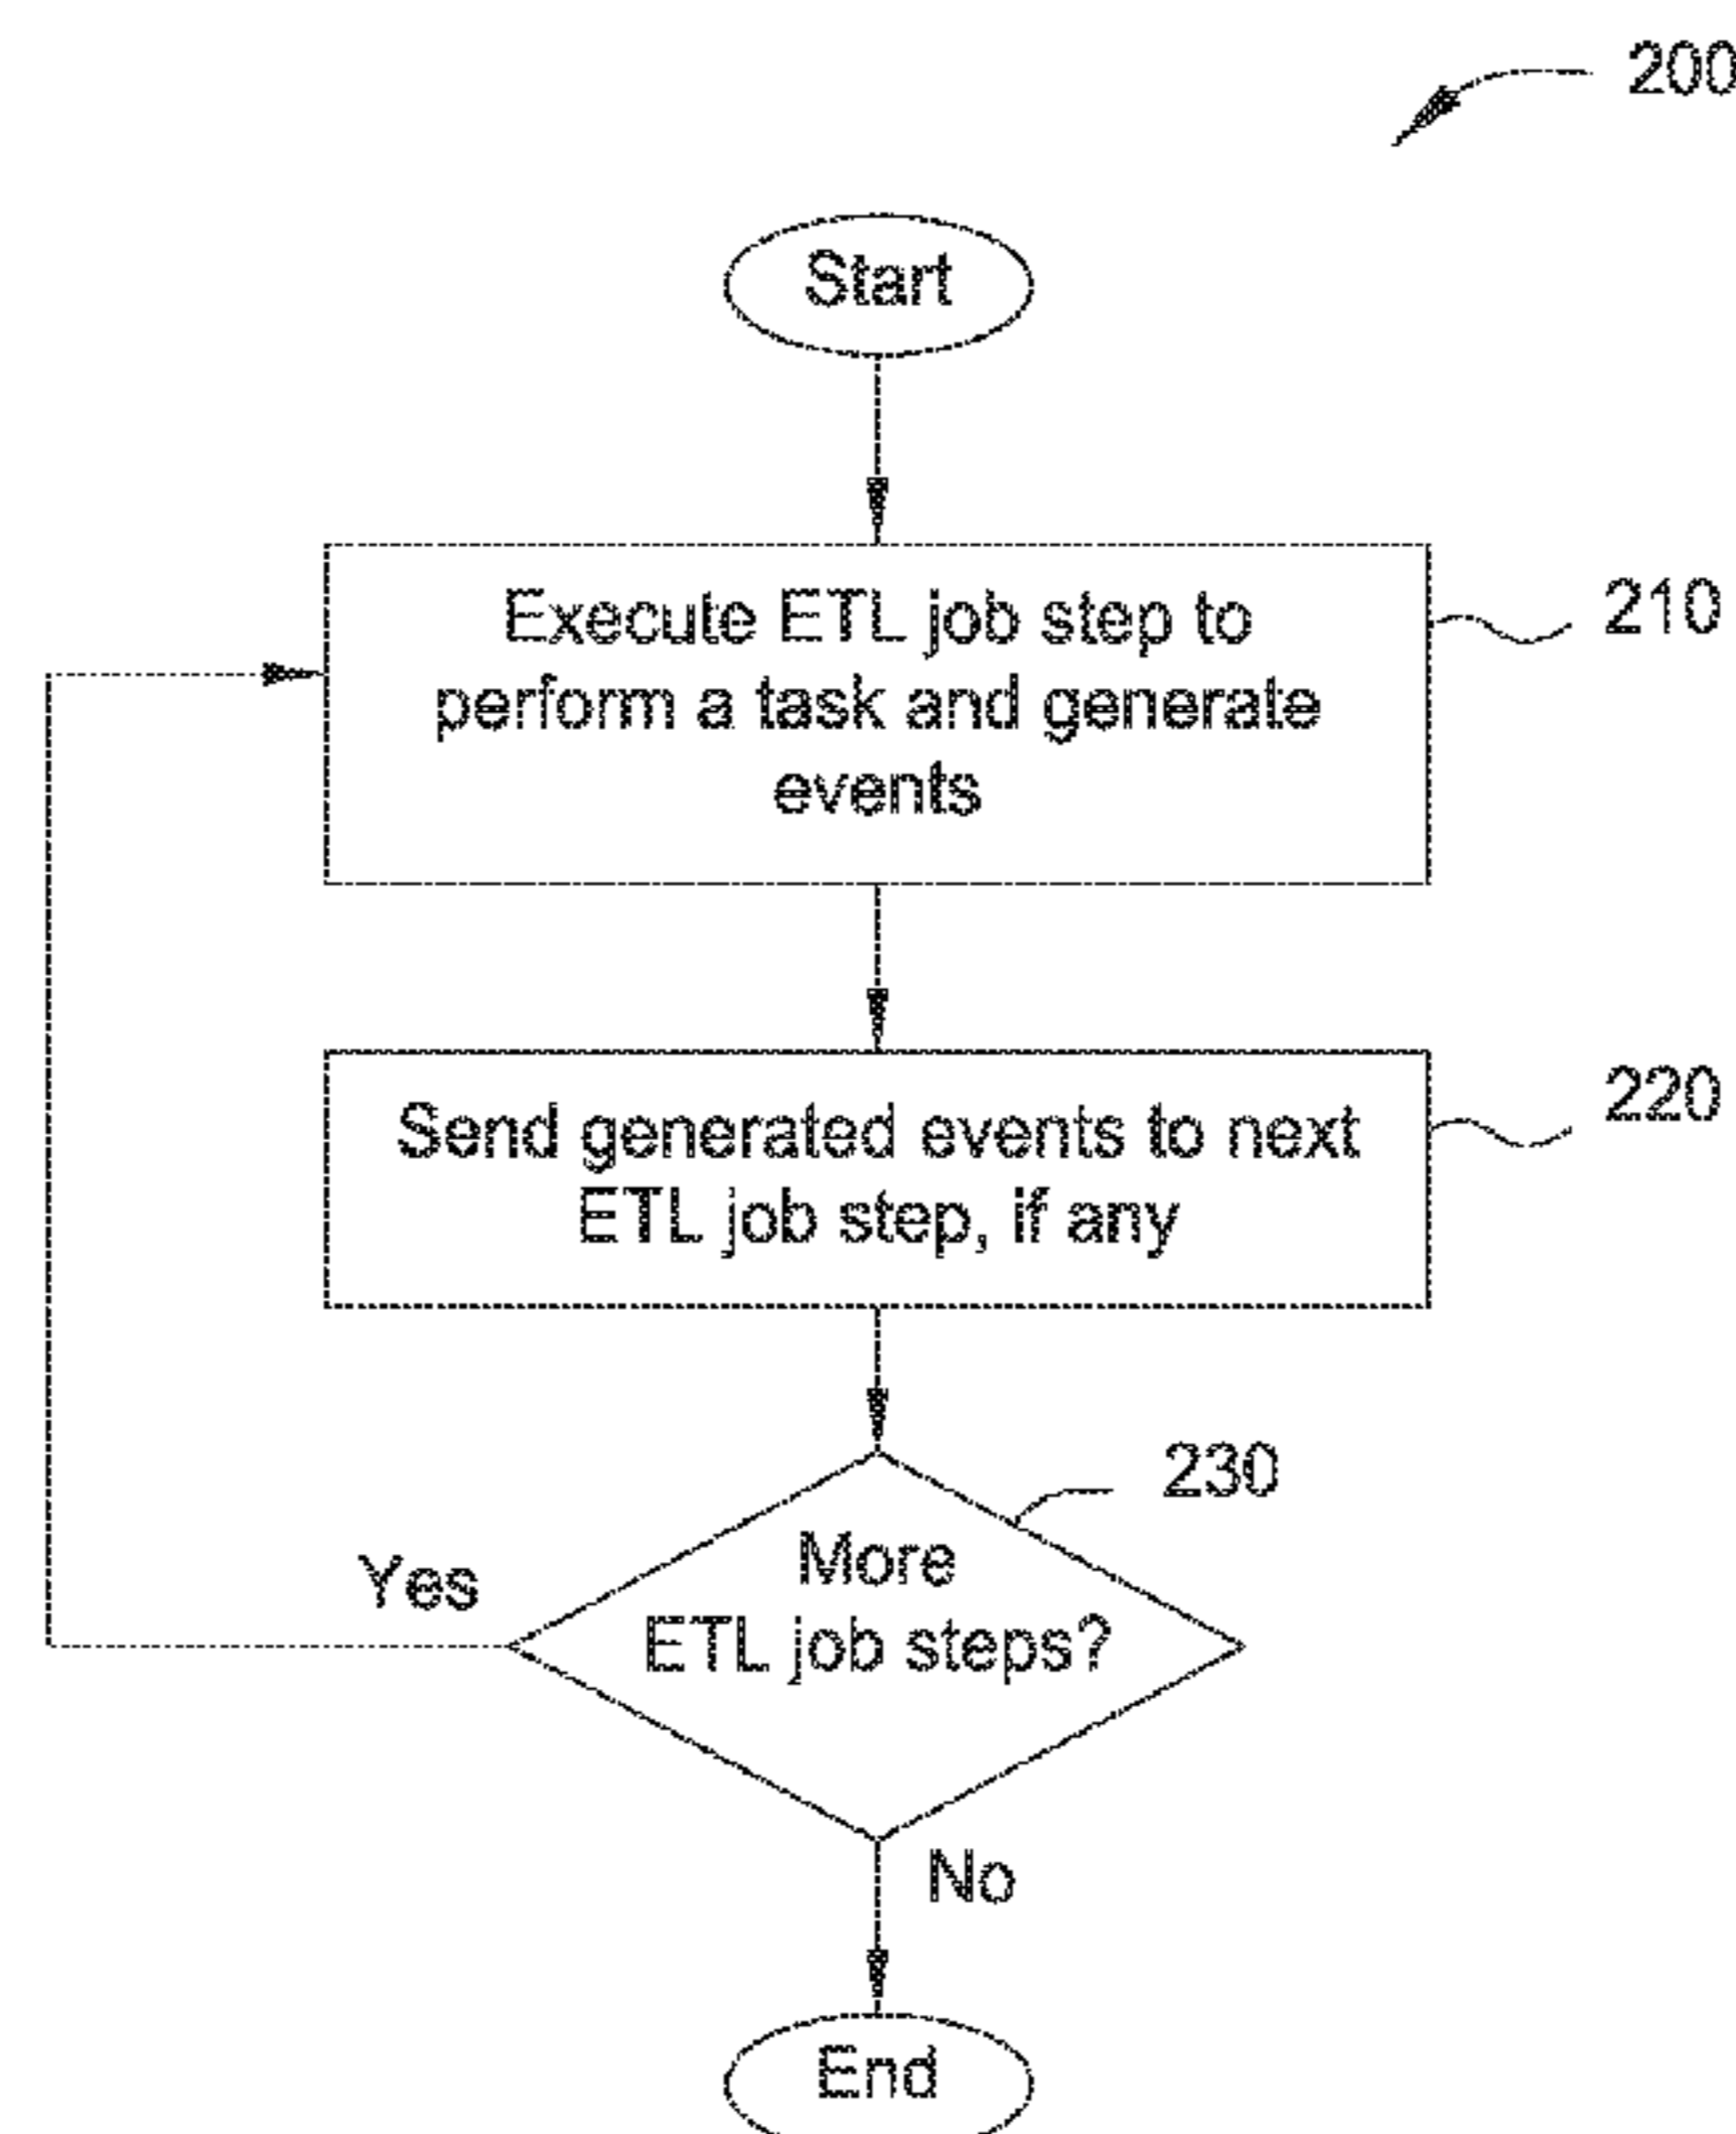 200
Start
Execute ETL job step to
perform a task and generate
events
210
Send generated events to next
ETL job step, if any
220
230
More
ETL job steps?
Yes
No
End